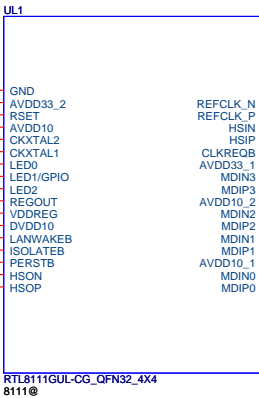 UL1
GND
AVDD33_2
RSET
AVDD10
CKXTAL2
CKXTAL1
LED0
LED1/GPIO
LED2
REGOUT
VDDREG
DVDD10
LANWAKEB
ISOLATEB
PERSTB
HSON
HSOP
REFCLK_N
REFCLK_P
HSIN
HSIP
CLKREQB
AVDD33_1
MDIN3
MDIP3
AVDD10_2
MDIN2
MDIP2
MDIN1
MDIP1
AVDD10_1
MDIN0
MDIP0
RTL8111GUL-CG_QFN32_4X4
8111@